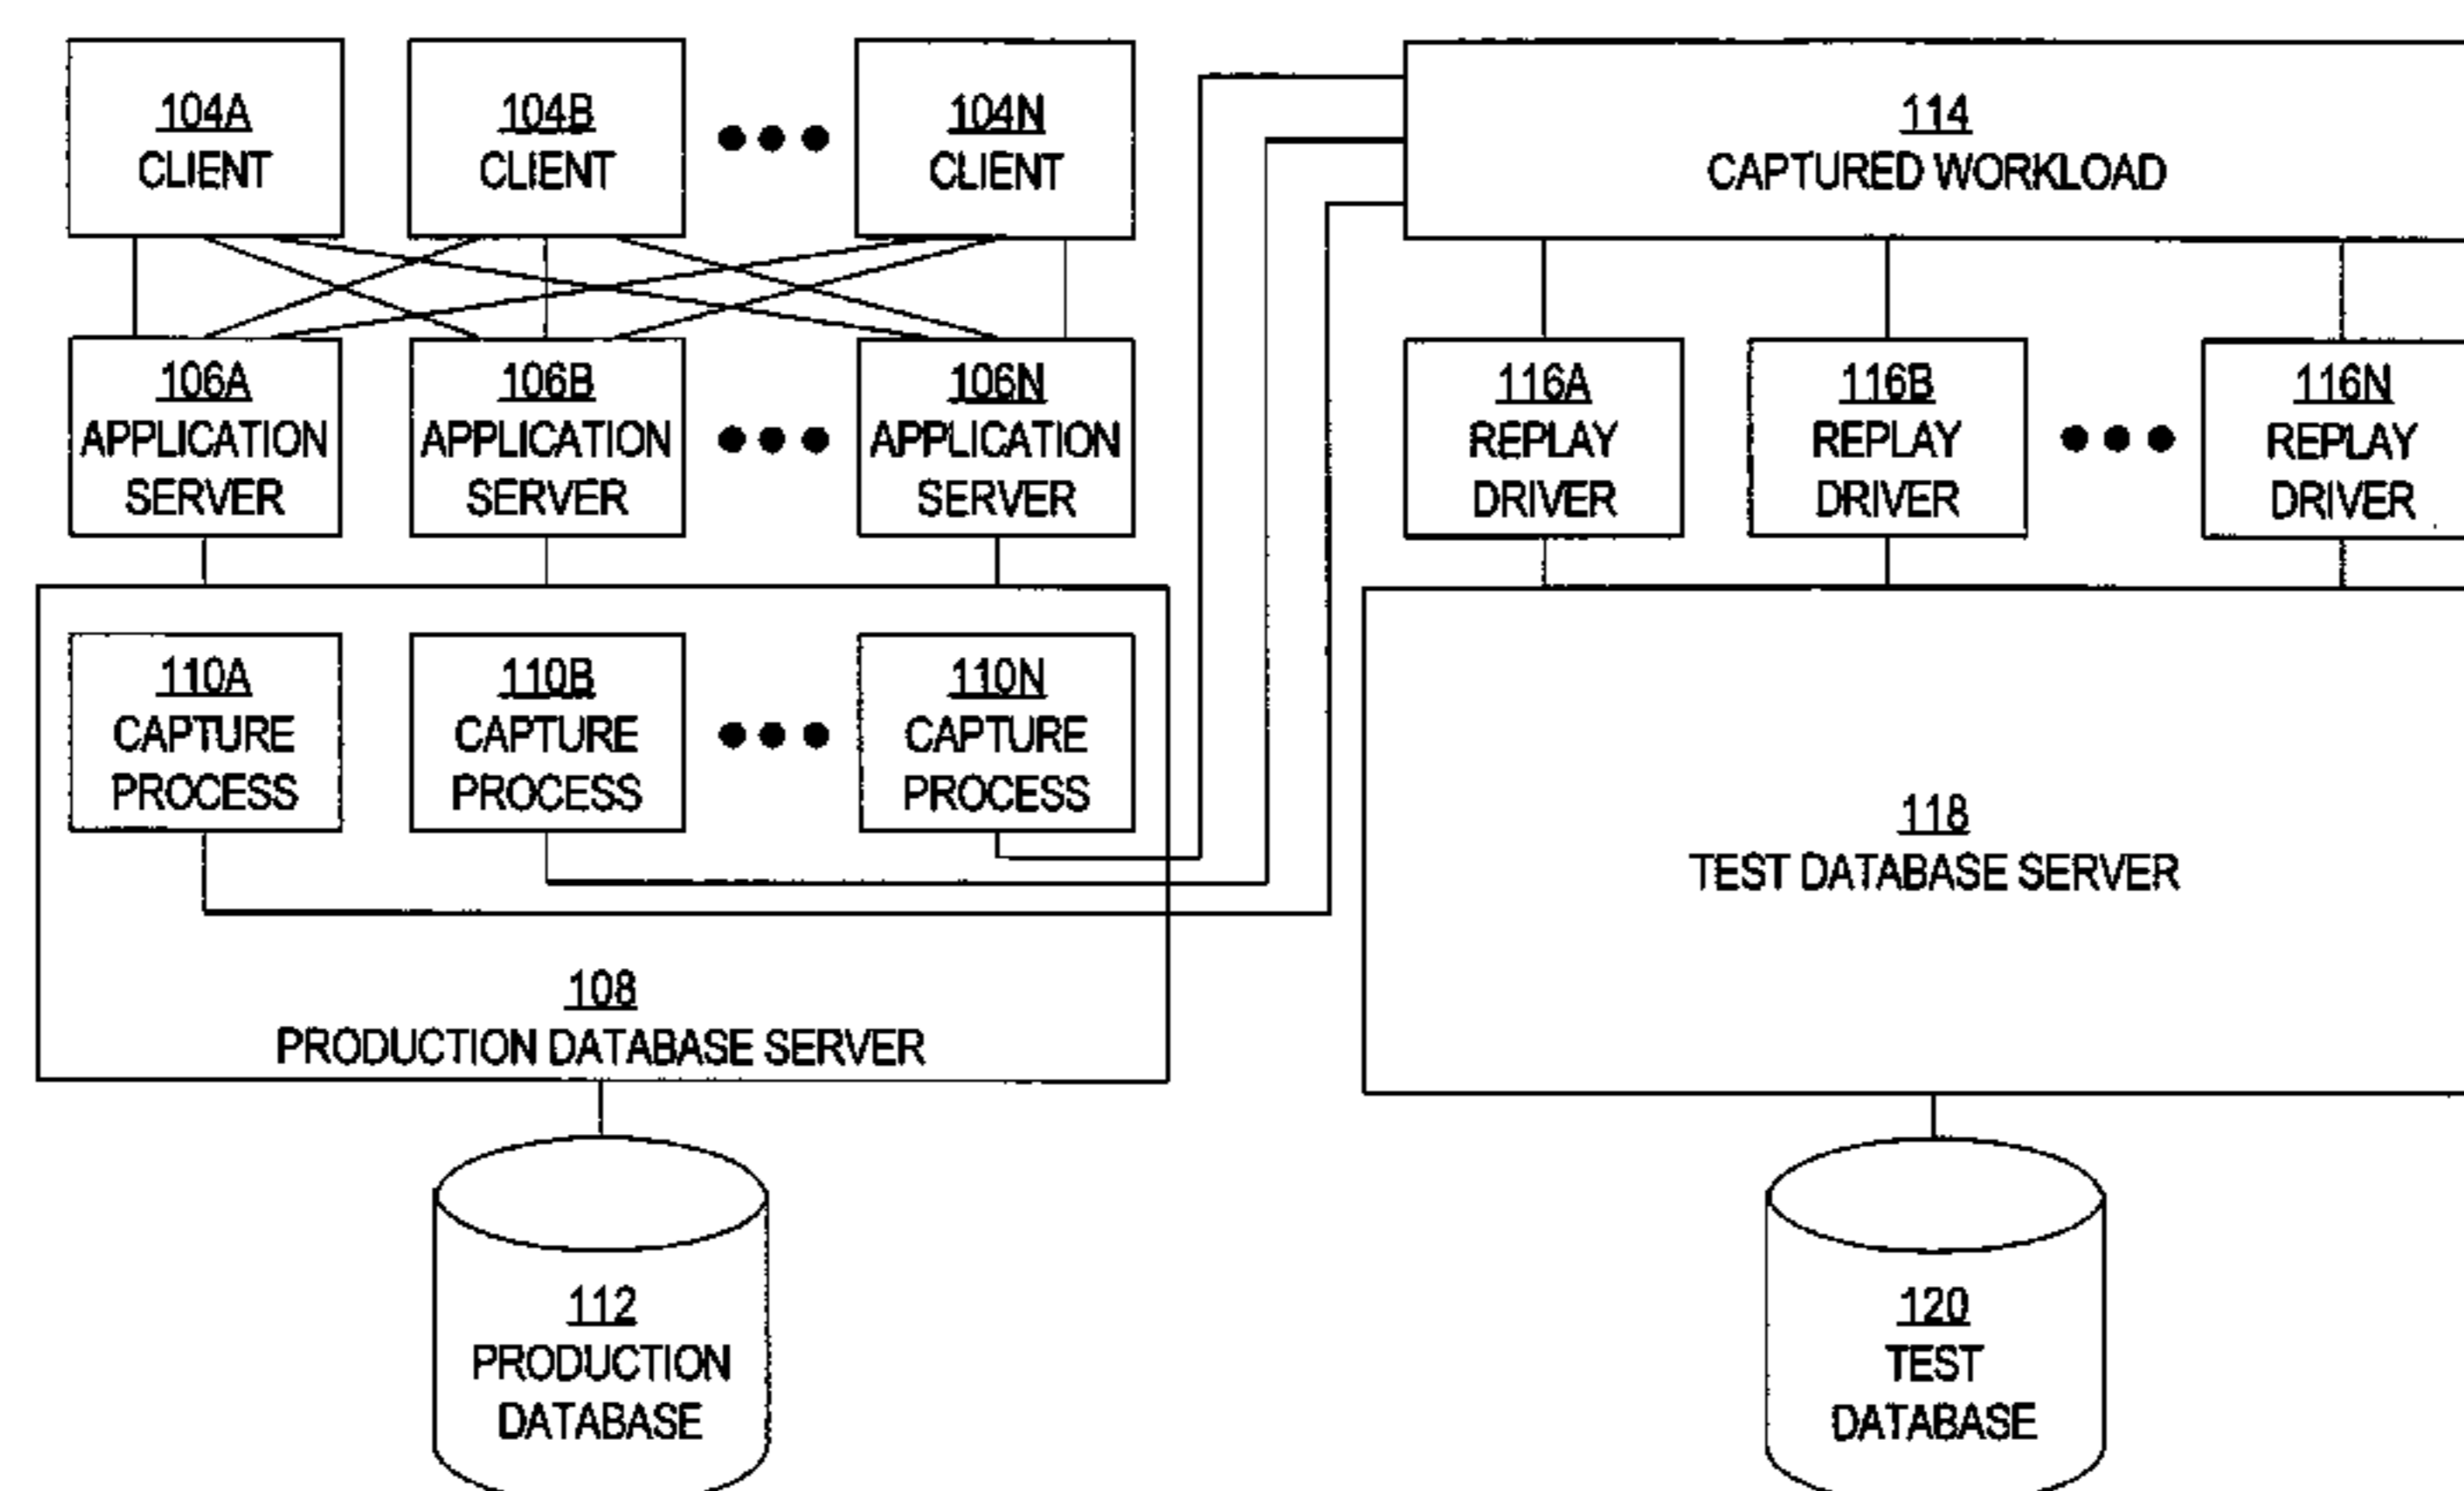 104A
CLIENT
104B
CLIENT
104N
CLIENT
114
CAPTURED WORKLOAD
106A
APPLICATION
SERVER
106B
APPLICATION
SERVER
106N
APPLICATION
SERVER
116A
REPLAY
DRIVER
116B
REPLAY
DRIVER
116N
REPLAY
DRIVER
110A
CAPTURE
PROCESS
110B
CAPTURE
PROCESS
110N
CAPTURE
PROCESS
118
TEST DATABASE SERVER
108
PRODUCTION DATABASE SERVER
112
PRODUCTION
DATABASE
120
TEST
DATABASE